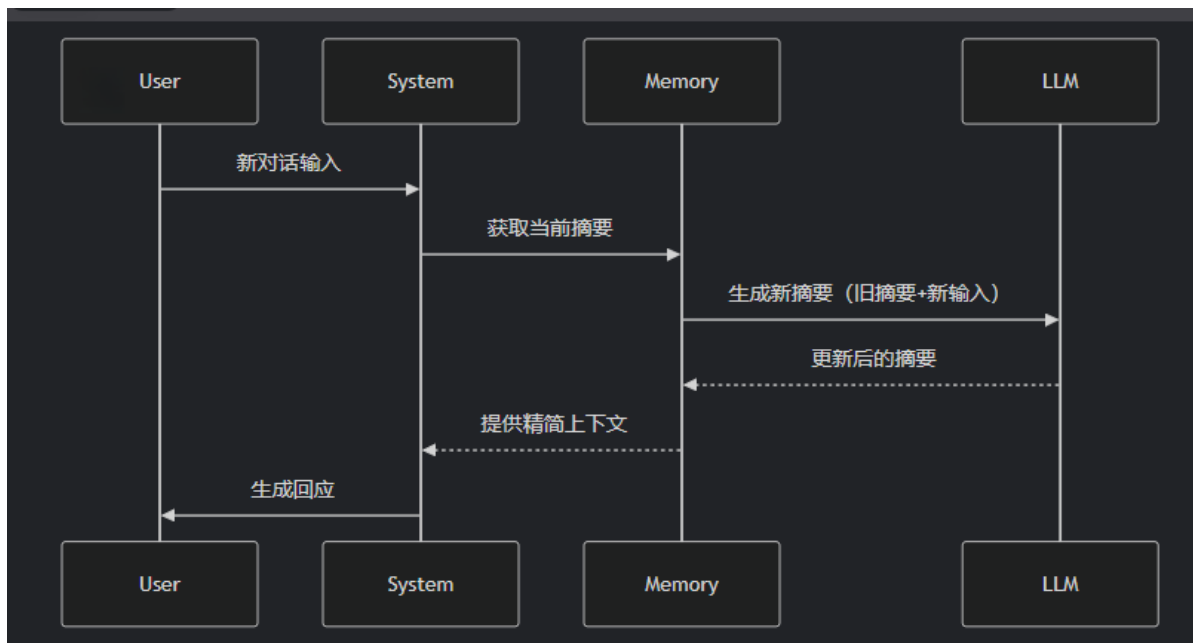 User
System
Memory
LLM
新对话输入
获取当前摘要
生成新摘要（旧摘要+新输入）
更新后的摘要
提供精简上下文
生成回应
User
System
Memory
LLM